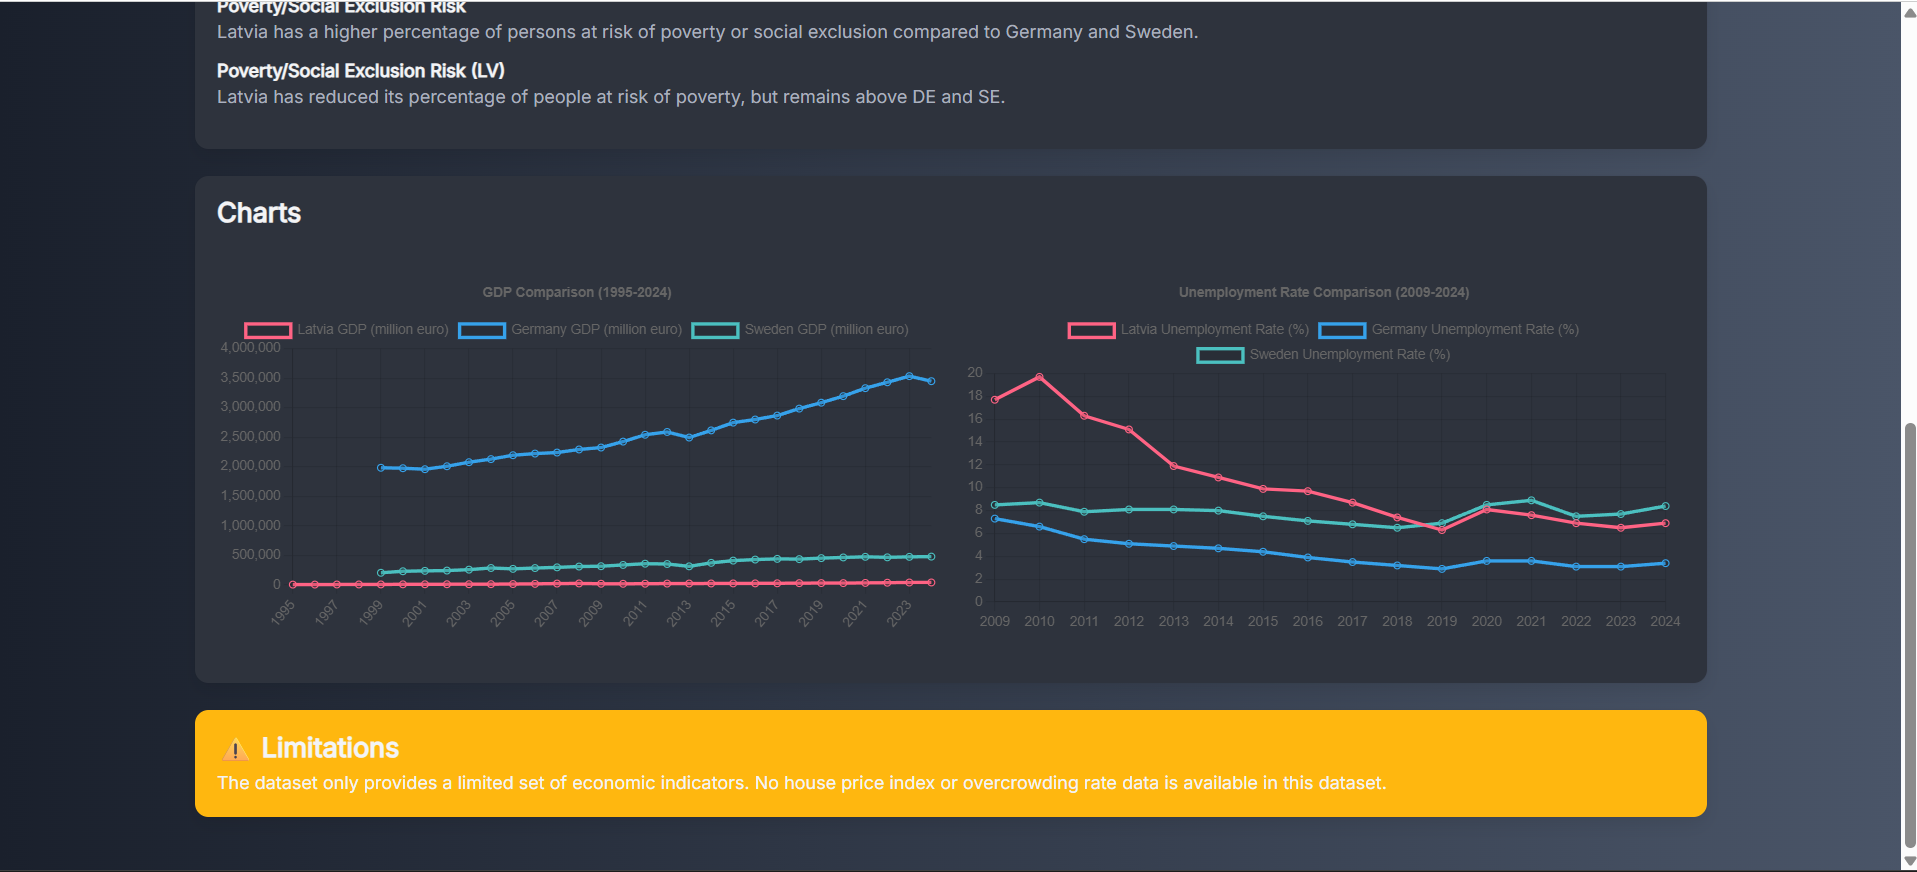 Poverty/Social Exclusion Risk
Latvia has a higher percentage of persons at risk of poverty or social exclusion compared to Germany and Sweden.
Poverty/Social Exclusion Risk (LV)
Latvia has reduced its percentage of people at risk of poverty, but remains above DE and SE.
Charts
GDP Comparison (1995-2024)
Latvia GDP (million euro) Germany GDP (million euro) Sweden GDP (million euro)
4,000,000
3,500,000
3,000,000
2,500,000
2,000,000
1,500,000
1,000,000
500,000
0
1995 1997 1999 2001 2003 2005 2007 2009 2011 2013 2015 2017 2019 2021 2023
Unemployment Rate Comparison (2009-2024)
Latvia Unemployment Rate (%) Germany Unemployment Rate (%)
Sweden Unemployment Rate (%)
20
18
16
14
12
10
8
6
4
2
0
2009 2010 2011 2012 2013 2014 2015 2016 2017 2018 2019 2020 2021 2022 2023 2024
⚠️ Limitations
The dataset only provides a limited set of economic indicators. No house price index or overcrowding rate data is available in this dataset.